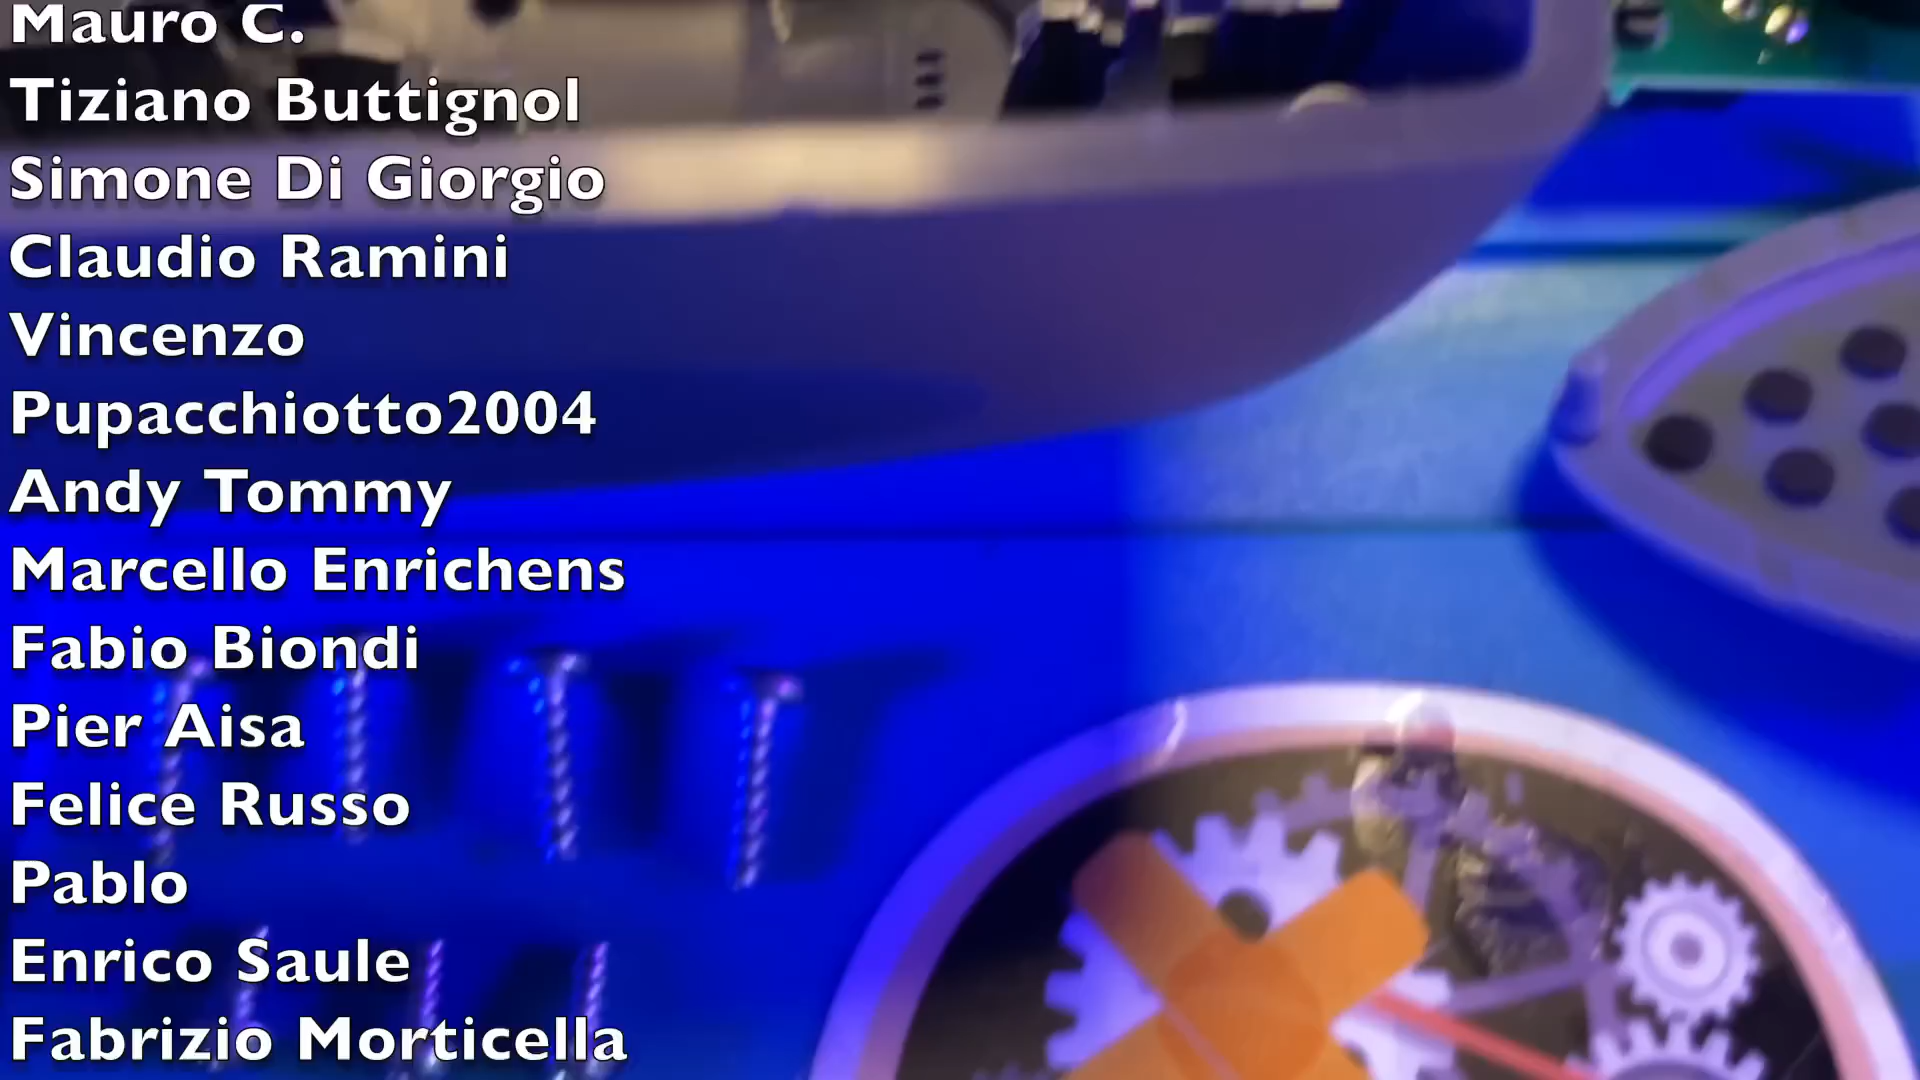 Mauro C.
Tiziano Buttignol
Simone Di Giorgio
Claudio Ramini
Vincenzo
Pupacchiotto2004
Andy Tommy
Marcello Enrichens
Fabio Biondi
Pier Aisa
Felice Russo
Pablo
Enrico Saule
Fabrizio Morticella